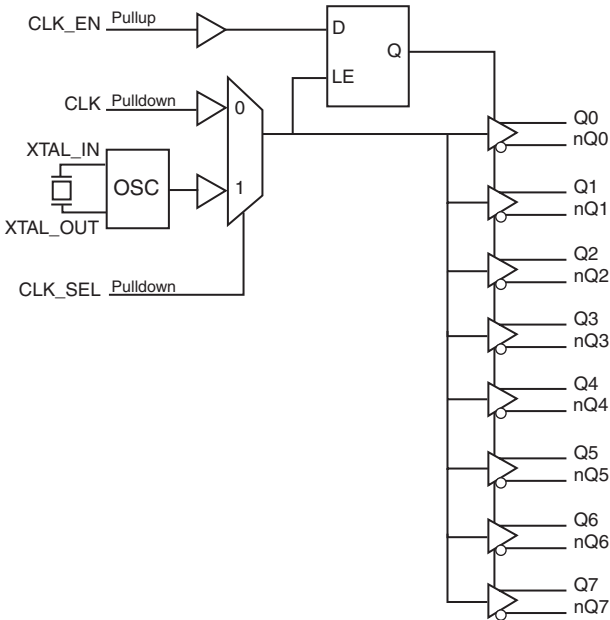 CLK_EN Pullup
D
Q
LE
CLK Pulldown
0
XTAL_IN
OSC
1
XTAL_OUT
CLK_SEL Pulldown
Q0
nQ0
Q1
nQ1
Q2
nQ2
Q3
nQ3
Q4
nQ4
Q5
nQ5
Q6
nQ6
Q7
nQ7